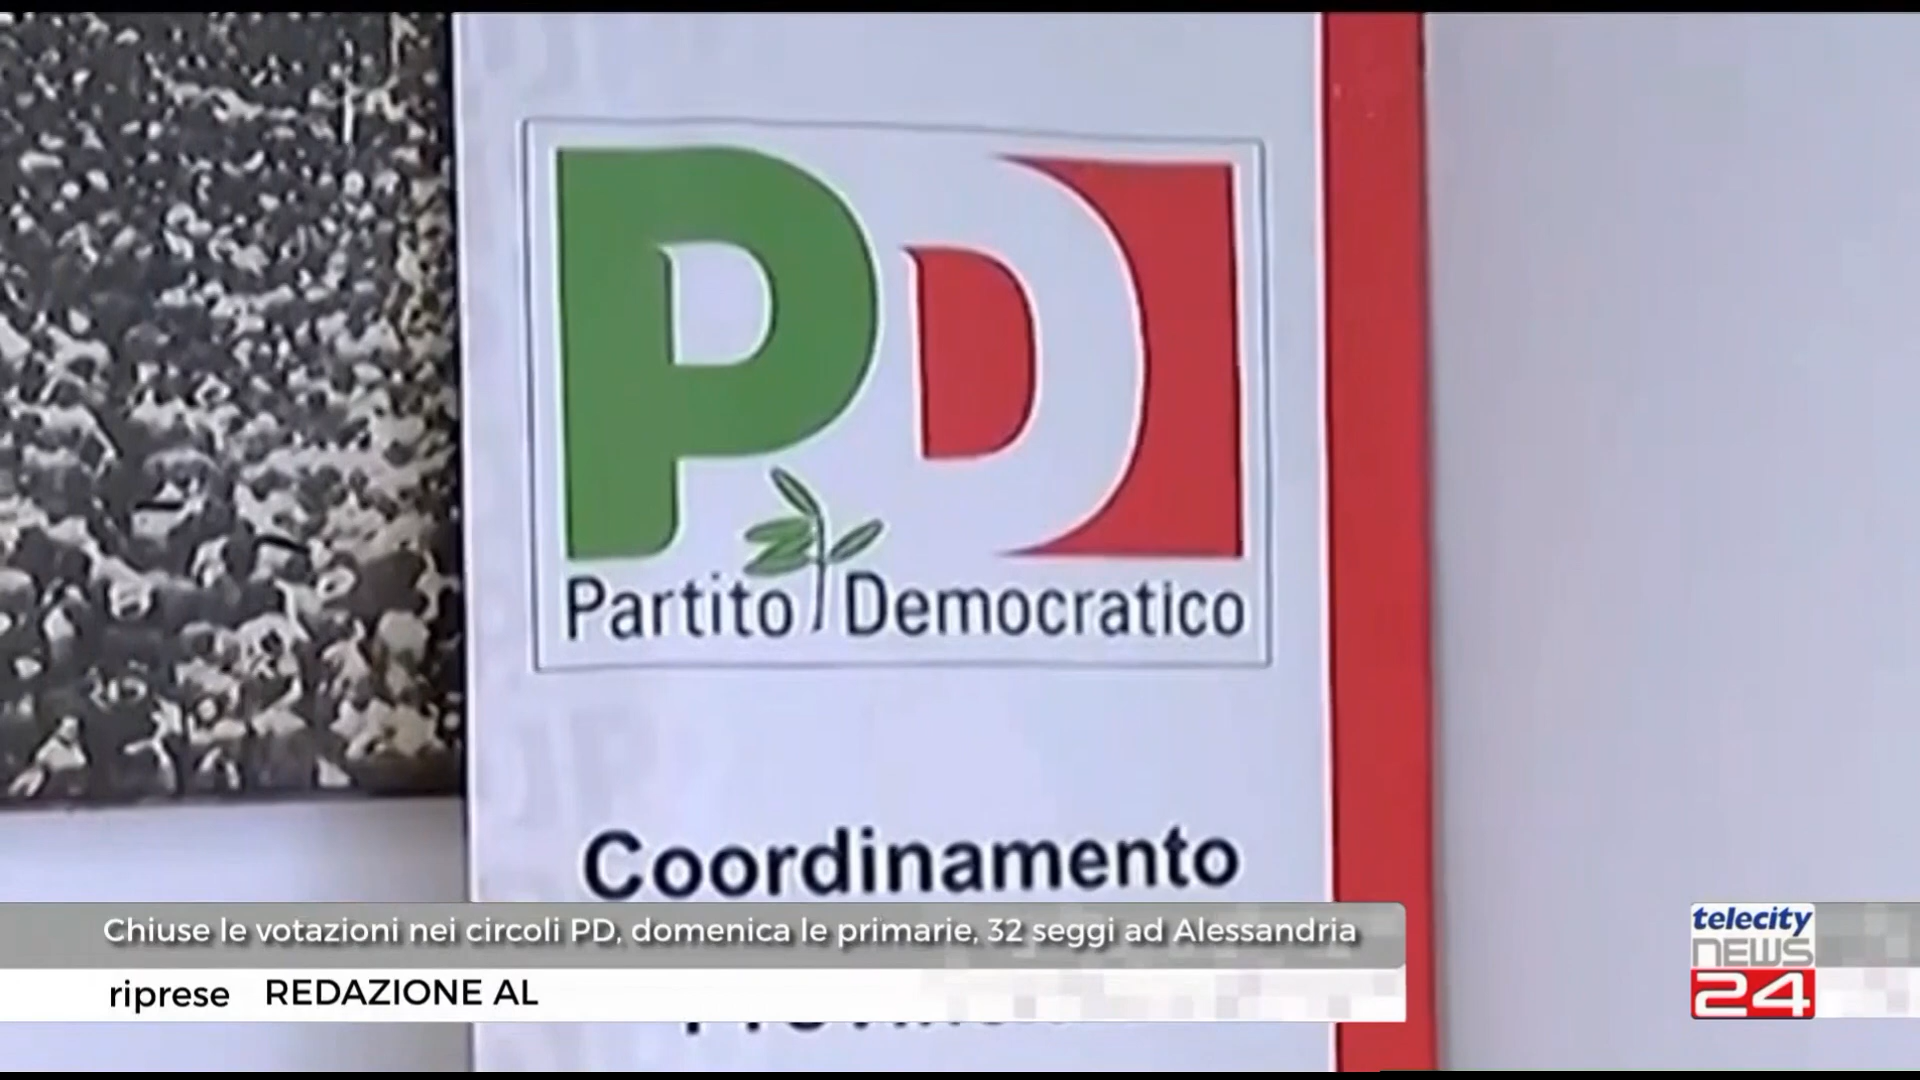 PD
Partito Democratico
Coordinamento
Chiuse le votazioni nei circoli PD, domenica le primarie, 32 seggi ad Alessandria
riprese REDAZIONE AL
telecity
NEWS
24